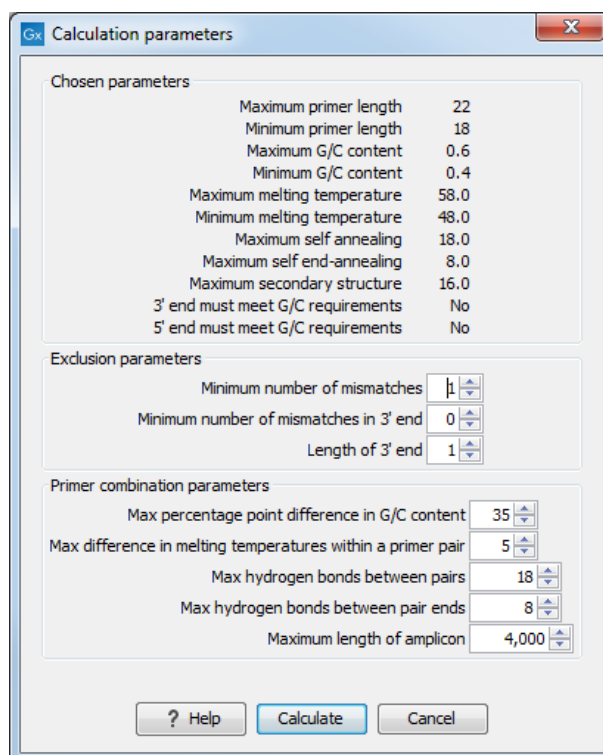 Gx Calculation parameters
Chosen parameters
Maximum primer length 22
Minimum primer length 18
Maximum G/C content 0.6
Minimum G/C content 0.4
Maximum melting temperature 58.0
Minimum melting temperature 48.0
Maximum self annealing 18.0
Maximum self end-annealing 8.0
Maximum secondary structure 16.0
3' end must meet G/C requirements No
5' end must meet G/C requirements No
Exclusion parameters
Minimum number of mismatches 1
Minimum number of mismatches in 3' end 0
Length of 3' end 1
Primer combination parameters
Max percentage point difference in G/C content 35
Max difference in melting temperatures within a primer pair 5
Max hydrogen bonds between pairs 18
Max hydrogen bonds between pair ends 8
Maximum length of amplicon 4,000
? Help Calculate Cancel